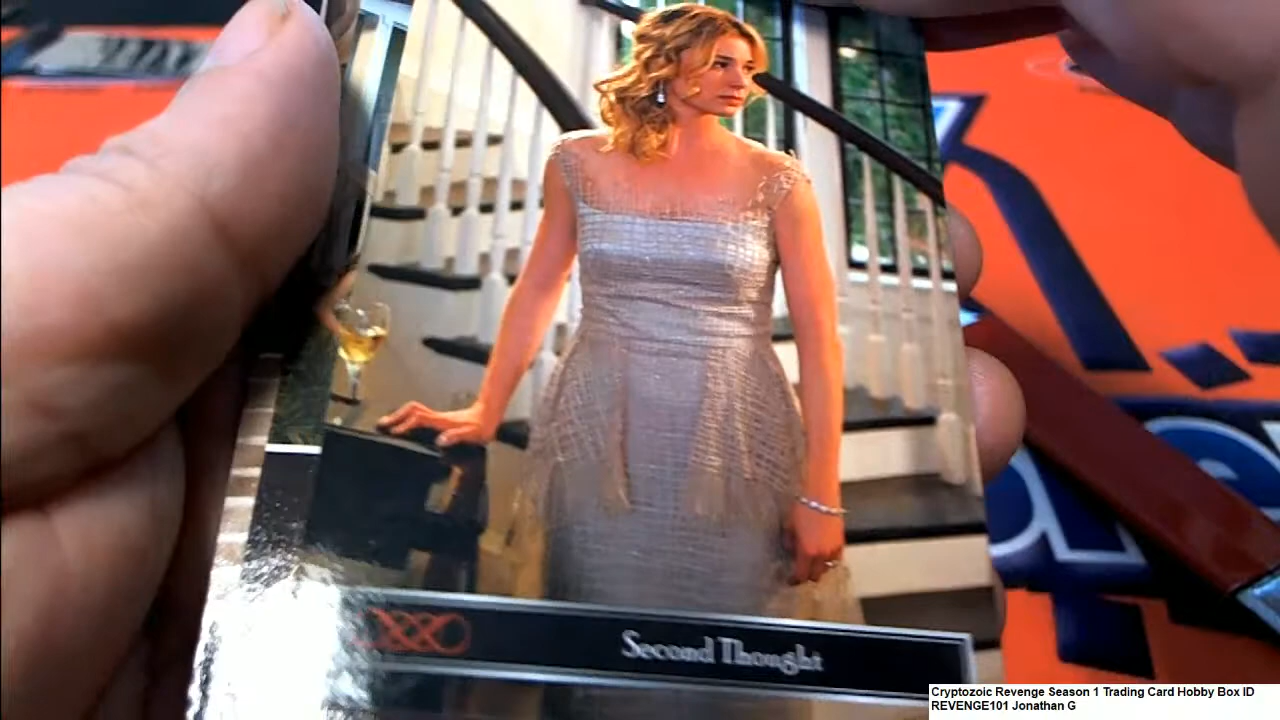 Second Thought
Cryptozoic Revenge Season 1 Trading Card Hobby Box ID
REVENGE101 Jonathan G